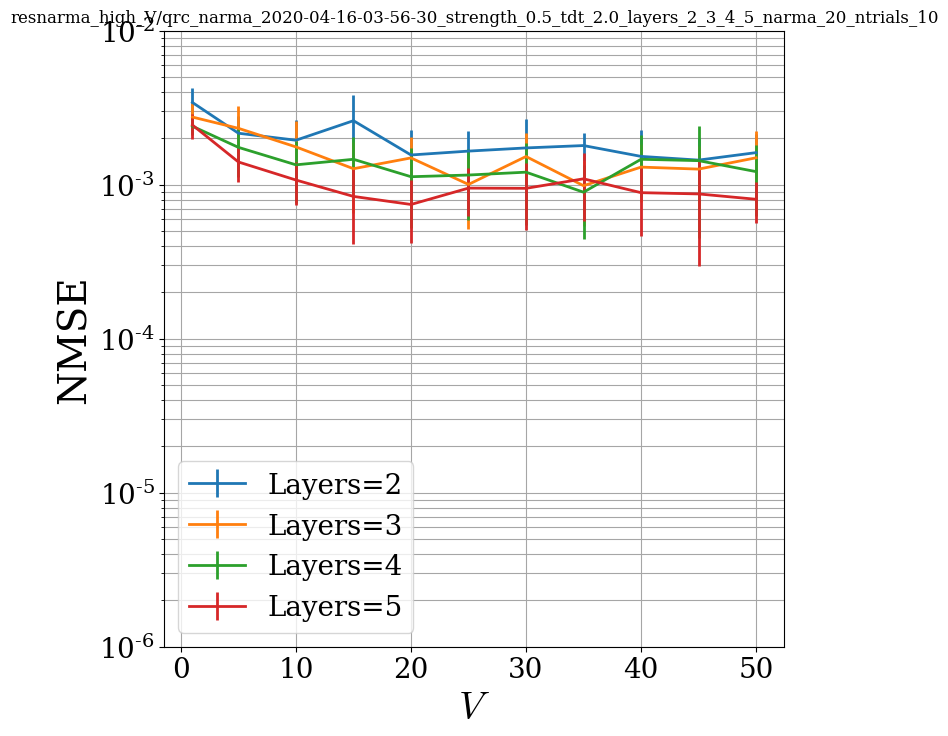 resnarma_high_V/qrc_narma_2020-04-16-03-56-30_strength_0.5_tdt_2.0_layers_2_3_4_5_narma_20_ntrials_10
10^-2
10^-3
10^-4
10^-5
10^-6
NMSE
Layers=2
Layers=3
Layers=4
Layers=5
0 10 20 30 40 50
V